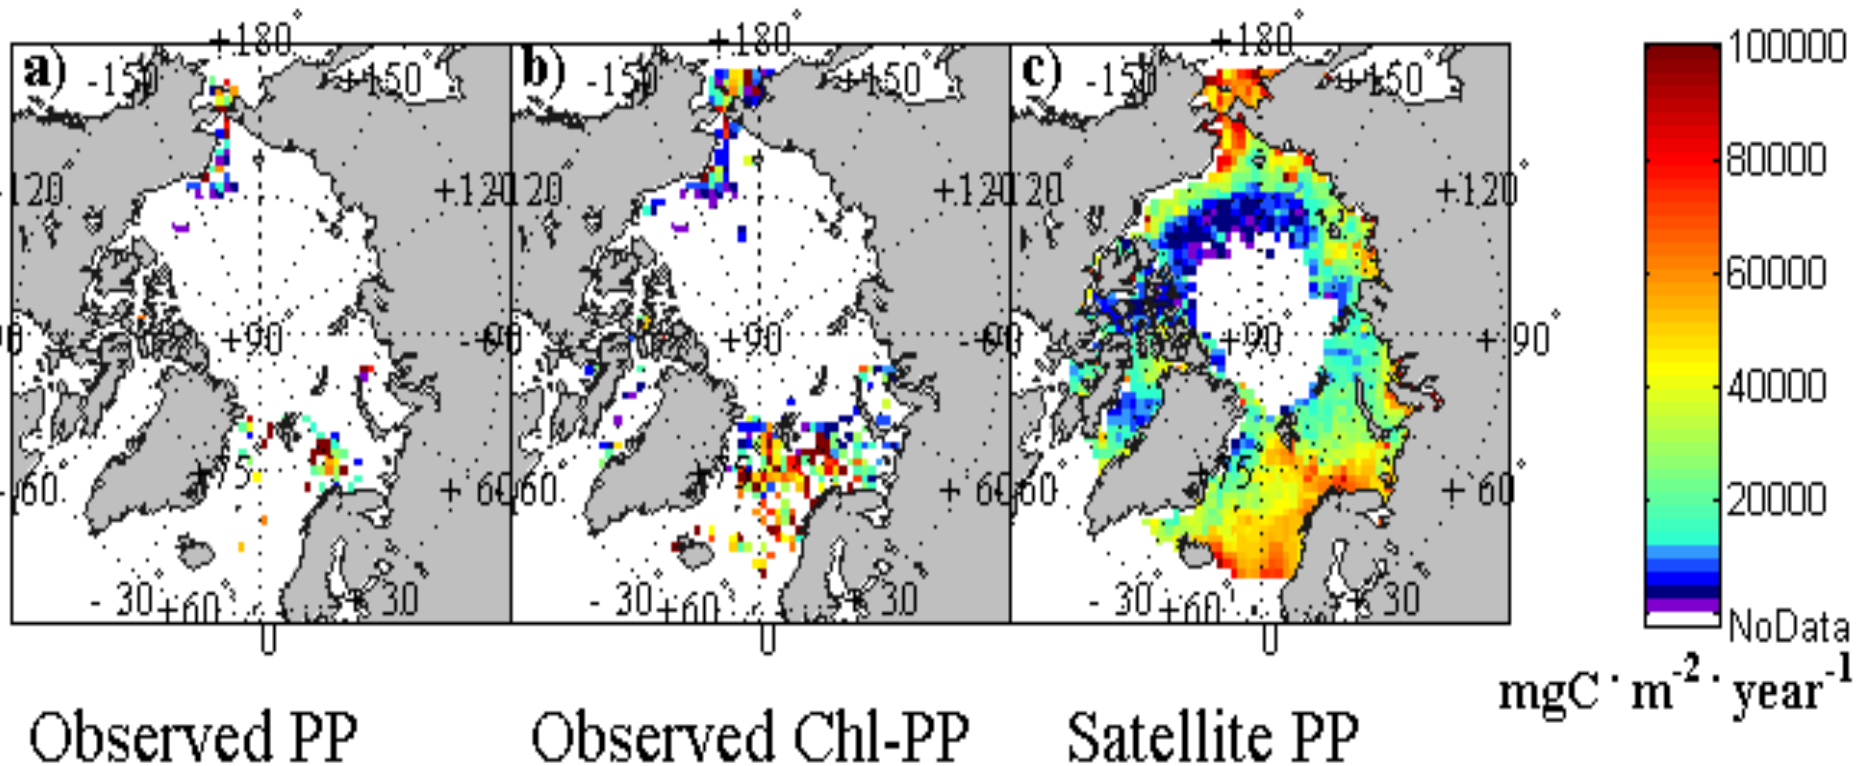 +180° +180° +180°
a) -150 +150° b) -150 +150° c) -150 +150°
120 +120 120 +120 120 +120°
+90 +90 +90 +90°
+75 +75 +75
-60 +60 60 +60 60 +60°
-30 +60° +30° -30 +60° +30° -30 +60° +30°
0 0 0
100000
80000
60000
40000
20000
NoData
mgC · m-2 · year-1
Observed PP Observed Chl-PP Satellite PP